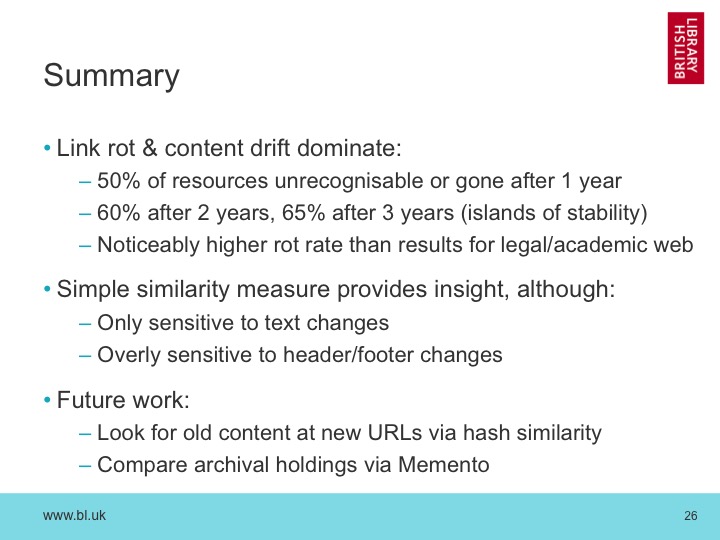 LIBRARY
BRITISH
Summary
• Link rot & content drift dominate:
– 50% of resources unrecognisable or gone after 1 year
– 60% after 2 years, 65% after 3 years (islands of stability)
– Noticeably higher rot rate than results for legal/academic web
• Simple similarity measure provides insight, although:
– Only sensitive to text changes
– Overly sensitive to header/footer changes
• Future work:
– Look for old content at new URLs via hash similarity
– Compare archival holdings via Memento
www.bl.uk
26